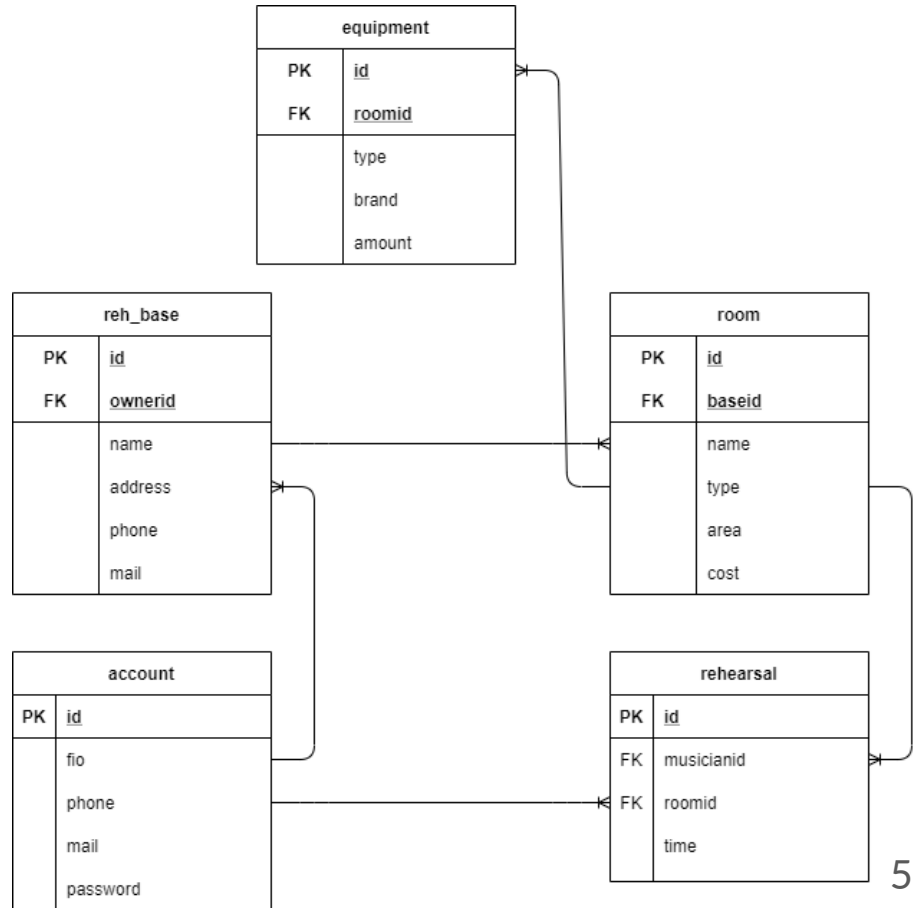 equipment
PK id
FK roomid
type
brand
amount
reh_base
PK id
FK ownerid
name
address
phone
mail
room
PK id
FK baseid
name
type
area
cost
account
PK id
fio
phone
mail
password
rehearsal
PK id
FK musicianid
FK roomid
time
5